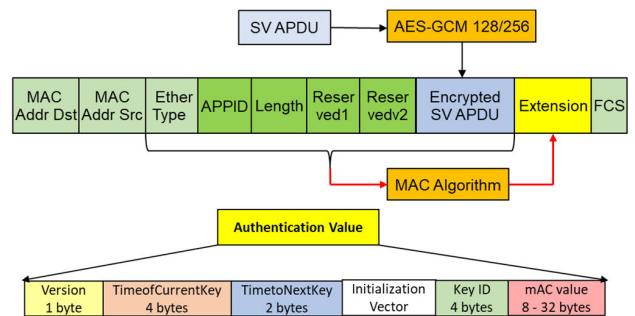 SV APDU
AES-GCM 128/256
MAC Addr Dst
MAC Addr Src
Ether Type
APPID
Length
Reser ved1
Reser vedv2
Encrypted SV APDU
Extension
FCS
MAC Algorithm
Authentication Value
Version
1 byte
TimeofCurrentKey
4 bytes
TimetoNextKey
2 bytes
Initialization
Vector
Key ID
4 bytes
mAC value
8 - 32 bytes